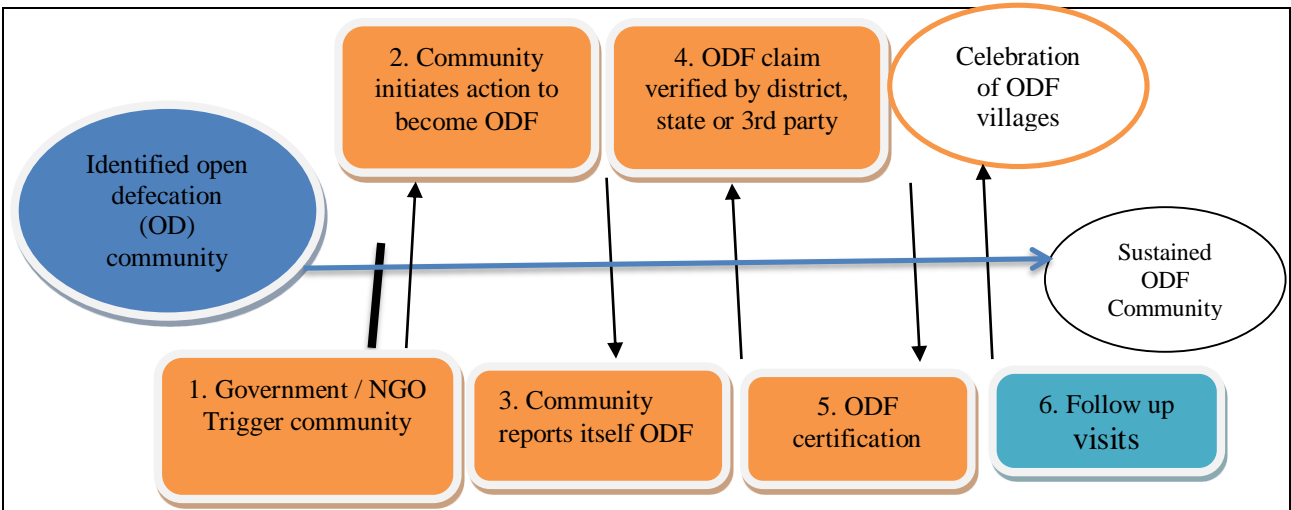 Identified open
defecation
(OD)
community
1. Government / NGO
Trigger community
2. Community
initiates action to
become ODF
3. Community
reports itself ODF
4. ODF claim
verified by district,
state or 3rd party
5. ODF
certification
6. Follow up
visits
Celebration
of ODF
villages
Sustained
ODF
Community